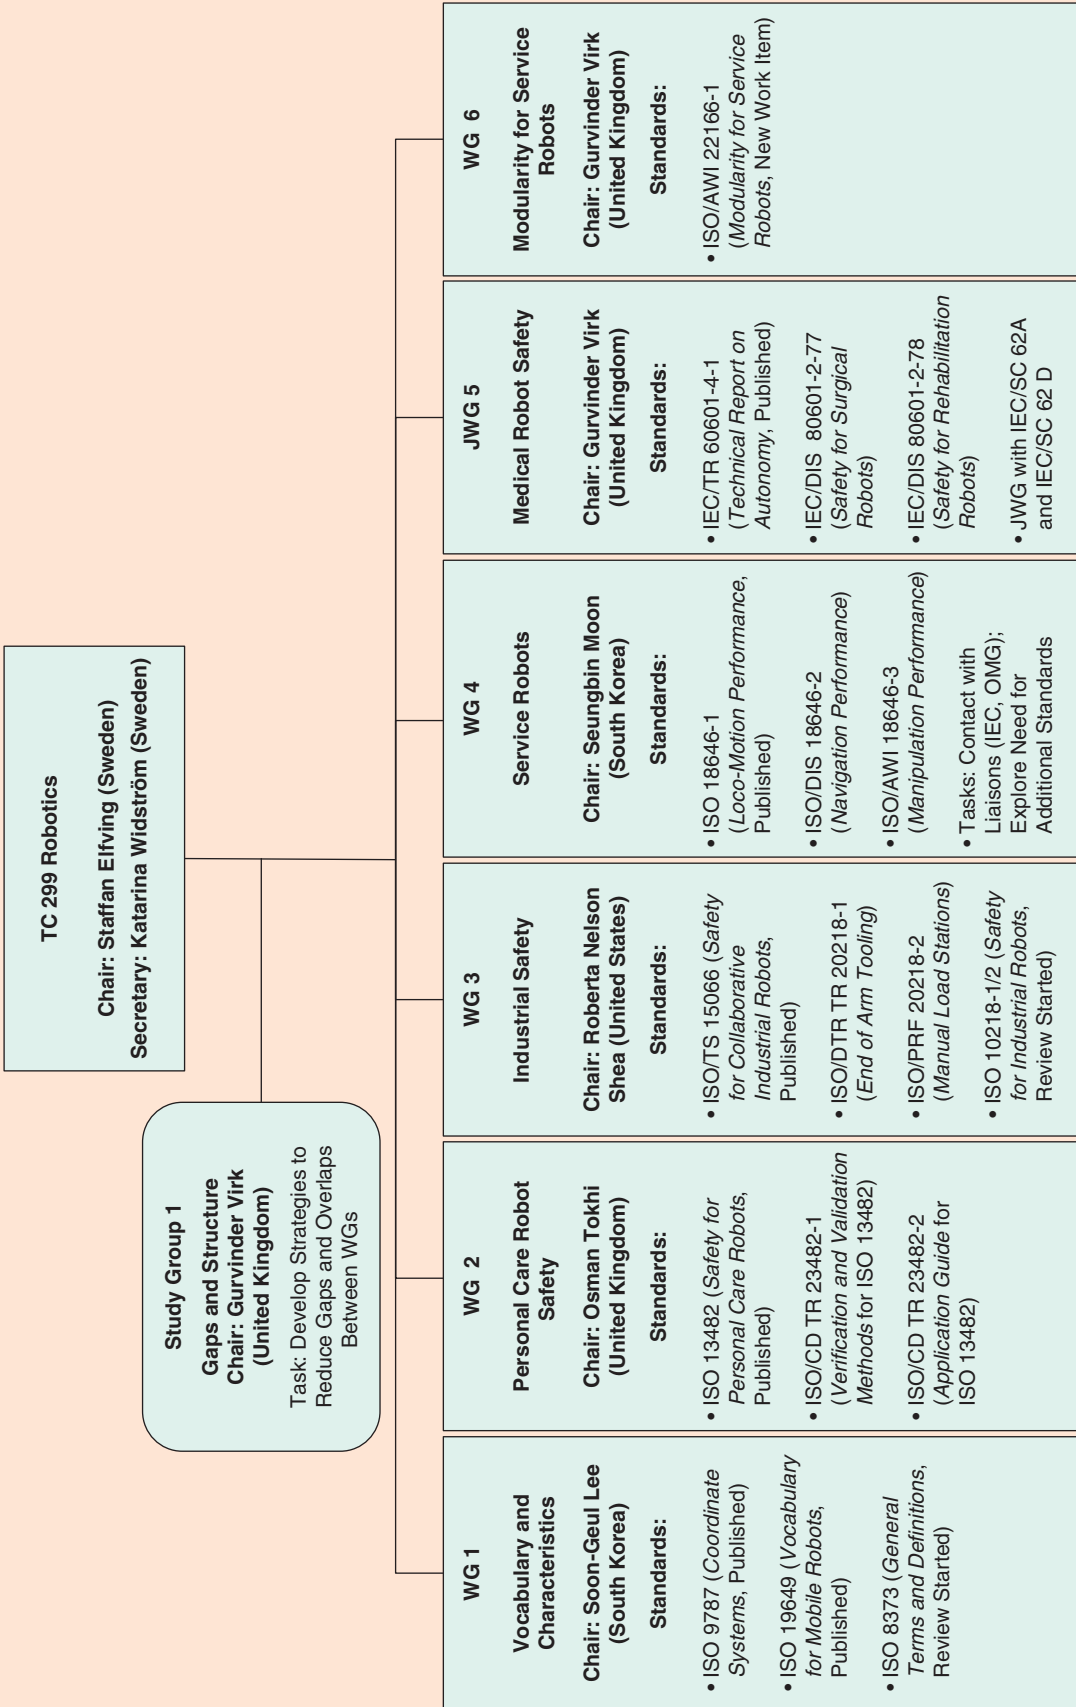 TC 299 Robotics
Chair: Staffan Elfving (Sweden)
Secretary: Katarina Widström (Sweden)
Study Group 1
Gaps and Structure
Chair: Gurvinder Virk
(United Kingdom)
Task: Develop Strategies to
Reduce Gaps and Overlaps
Between WGs
WG 1
Vocabulary and
Characteristics
Chair: Soon-Geul Lee
(South Korea)
Standards:
• ISO 9787 (Coordinate
Systems, Published)
• ISO 19649 (Vocabulary
for Mobile Robots,
Published)
• ISO 8373 (General
Terms and Definitions,
Review Started)
WG 2
Personal Care Robot
Safety
Chair: Osman Tokhi
(United Kingdom)
Standards:
• ISO 13482 (Safety for
Personal Care Robots,
Published)
• ISO/CD TR 23482-1
(Verification and Validation
Methods for ISO 13482)
• ISO/CD TR 23482-2
(Application Guide for
ISO 13482)
WG 3
Industrial Safety
Chair: Roberta Nelson
Shea (United States)
Standards:
• ISO/TS 15066 (Safety
for Collaborative
Industrial Robots,
Published)
• ISO/DTR TR 20218-1
(End of Arm Tooling)
• ISO/PRF 20218-2
(Manual Load Stations)
• ISO 10218-1/2 (Safety
for Industrial Robots,
Review Started)
WG 4
Service Robots
Chair: Seungbin Moon
(South Korea)
Standards:
• ISO 18646-1
(Loco-Motion Performance,
Published)
• ISO/DIS 18646-2
(Navigation Performance)
• ISO/AWI 18646-3
(Manipulation Performance)
• Tasks: Contact with
Liaisons (IEC, OMG);
Explore Need for
Additional Standards
JWG 5
Medical Robot Safety
Chair: Gurvinder Virk
(United Kingdom)
Standards:
• IEC/TR 60601-4-1
(Technical Report on
Autonomy, Published)
• IEC/DIS 80601-2-77
(Safety for Surgical
Robots)
• IEC/DIS 80601-2-78
(Safety for Rehabilitation
Robots)
• JWG with IEC/SC 62A
and IEC/SC 62 D
WG 6
Modularity for Service
Robots
Chair: Gurvinder Virk
(United Kingdom)
Standards:
• ISO/AWI 22166-1
(Modularity for Service
Robots, New Work Item)